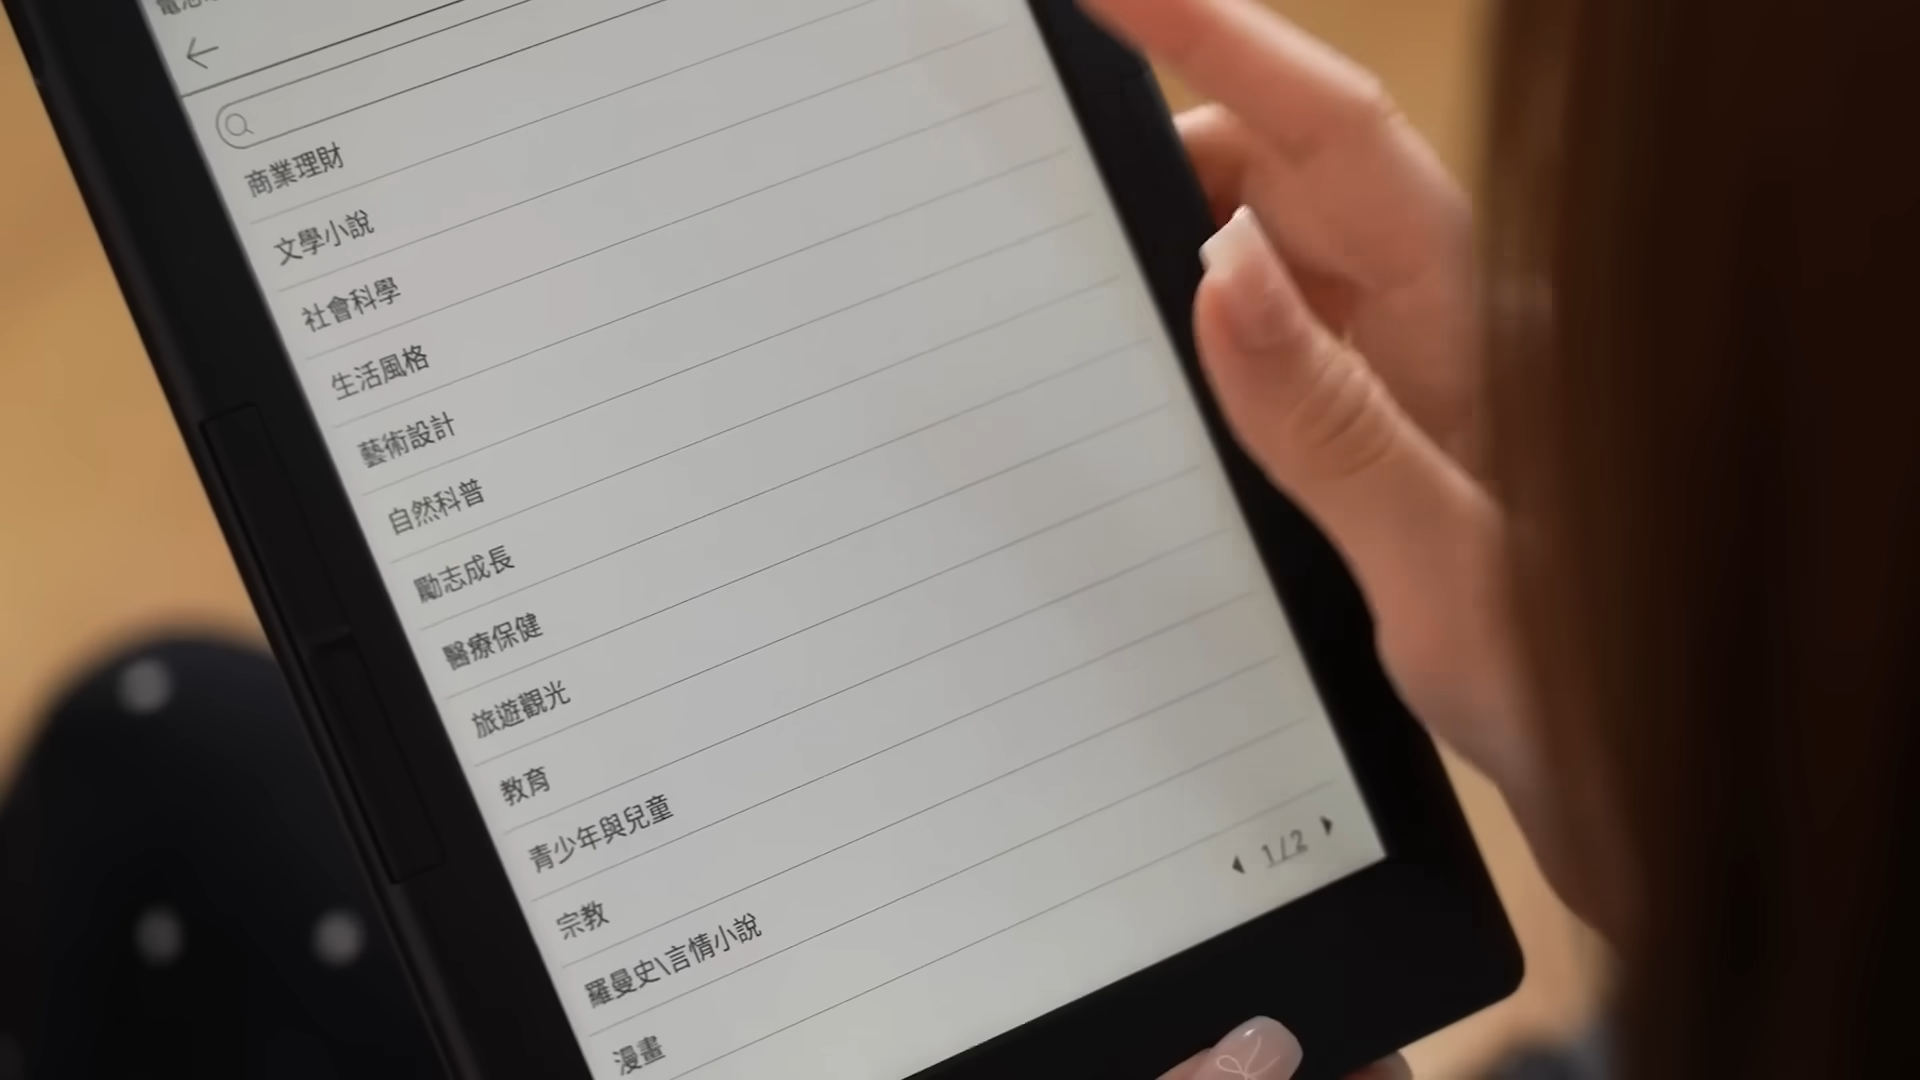 商業理財
文學小說
社會科學
生活風格
藝術設計
自然科普
勵志成長
醫療保健
旅遊觀光
教育
青少年與兒童
宗教
羅曼史\言情小說
漫畫
1/2